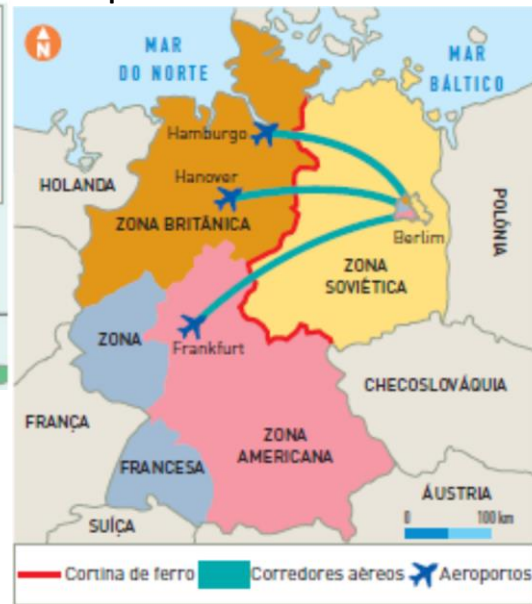 N
MAR
DO NORTE
MAR
BÁLTICO
Hamburgo
HOLANDA
Hanover
ZONA BRITÂNICA
POLÓNIA
Berlim
ZONA
SOVIÉTICA
ZONA
Frankfurt
CHECOSLOVÁQUIA
FRANÇA
ZONA
AMERICANA
FRANCESA
ÁUSTRIA
SUÍÇA
0 100 km
Cortina de ferro Corredores aéreos Aeroportos